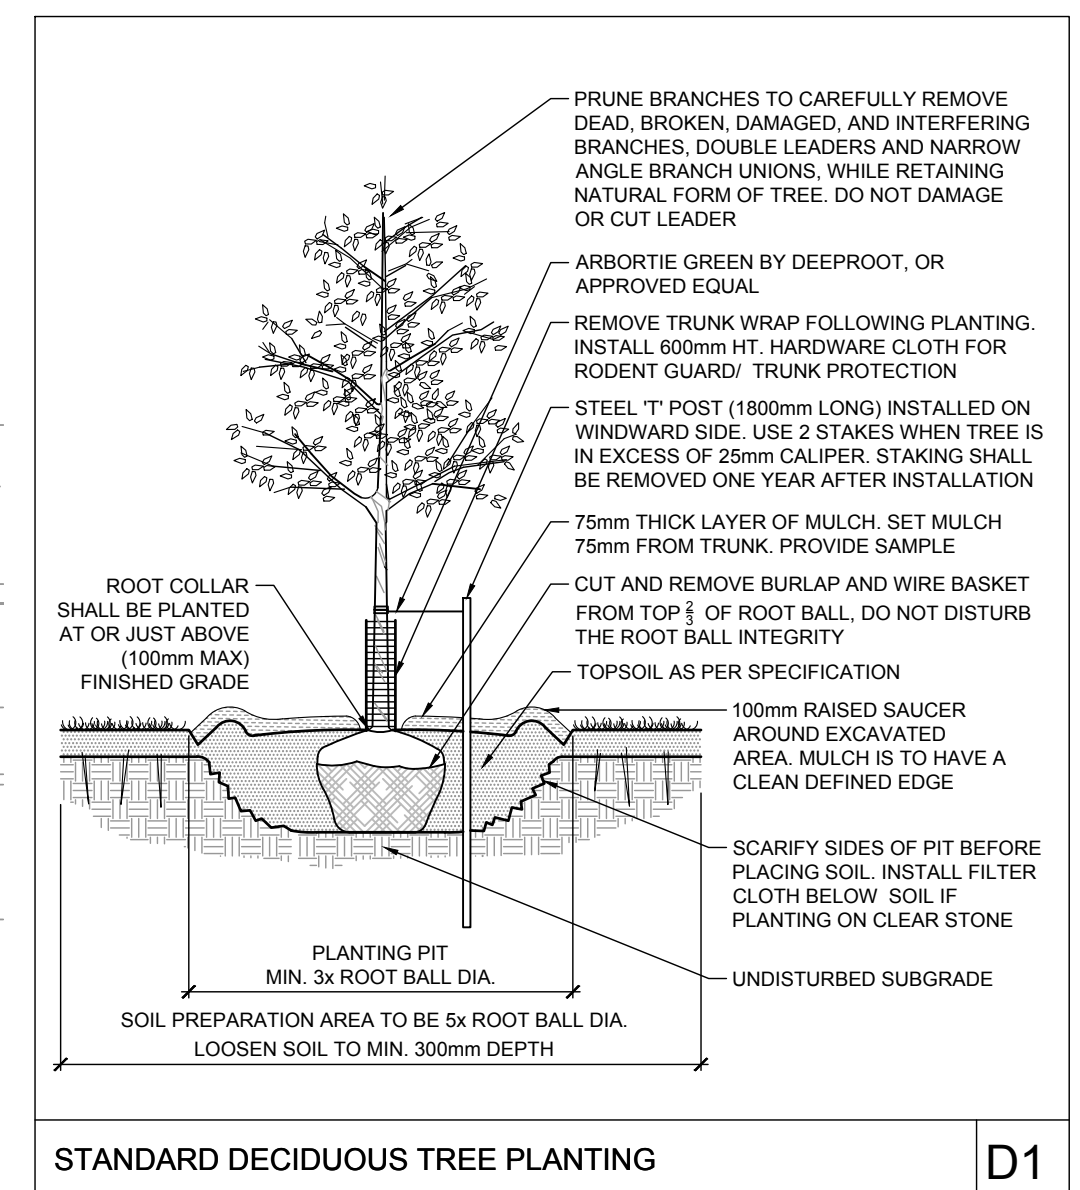 PRUNE BRANCHES TO CAREFULLY REMOVE
DEAD, BROKEN, DAMAGED, AND INTERFERING
BRANCHES, DOUBLE LEADERS AND NARROW
ANGLE BRANCH UNIONS, WHILE RETAINING
NATURAL FORM OF TREE. DO NOT DAMAGE
OR CUT LEADER
ARBORTIE GREEN BY DEEPROOT, OR
APPROVED EQUAL
REMOVE TRUNK WRAP FOLLOWING PLANTING.
INSTALL 600mm HT. HARDWARE CLOTH FOR
RODENT GUARD/ TRUNK PROTECTION
STEEL 'T' POST (1800mm LONG) INSTALLED ON
WINDWARD SIDE. USE 2 STAKES WHEN TREE IS
IN EXCESS OF 25mm CALIPER. STAKING SHALL
BE REMOVED ONE YEAR AFTER INSTALLATION
75mm THICK LAYER OF MULCH. SET MULCH
75mm FROM TRUNK. PROVIDE SAMPLE
CUT AND REMOVE BURLAP AND WIRE BASKET
FROM TOP 2/3 OF ROOT BALL, DO NOT DISTURB
THE ROOT BALL INTEGRITY
TOPSOIL AS PER SPECIFICATION
100mm RAISED SAUCER
AROUND EXCAVATED
AREA. MULCH IS TO HAVE A
CLEAN DEFINED EDGE
SCARIFY SIDES OF PIT BEFORE
PLACING SOIL. INSTALL FILTER
CLOTH BELOW SOIL IF
PLANTING ON CLEAR STONE
UNDISTURBED SUBGRADE
ROOT COLLAR
SHALL BE PLANTED
AT OR JUST ABOVE
(100mm MAX)
FINISHED GRADE
PLANTING PIT
MIN. 3x ROOT BALL DIA.
SOIL PREPARATION AREA TO BE 5x ROOT BALL DIA.
LOOSEN SOIL TO MIN. 300mm DEPTH
STANDARD DECIDUOUS TREE PLANTING
D1